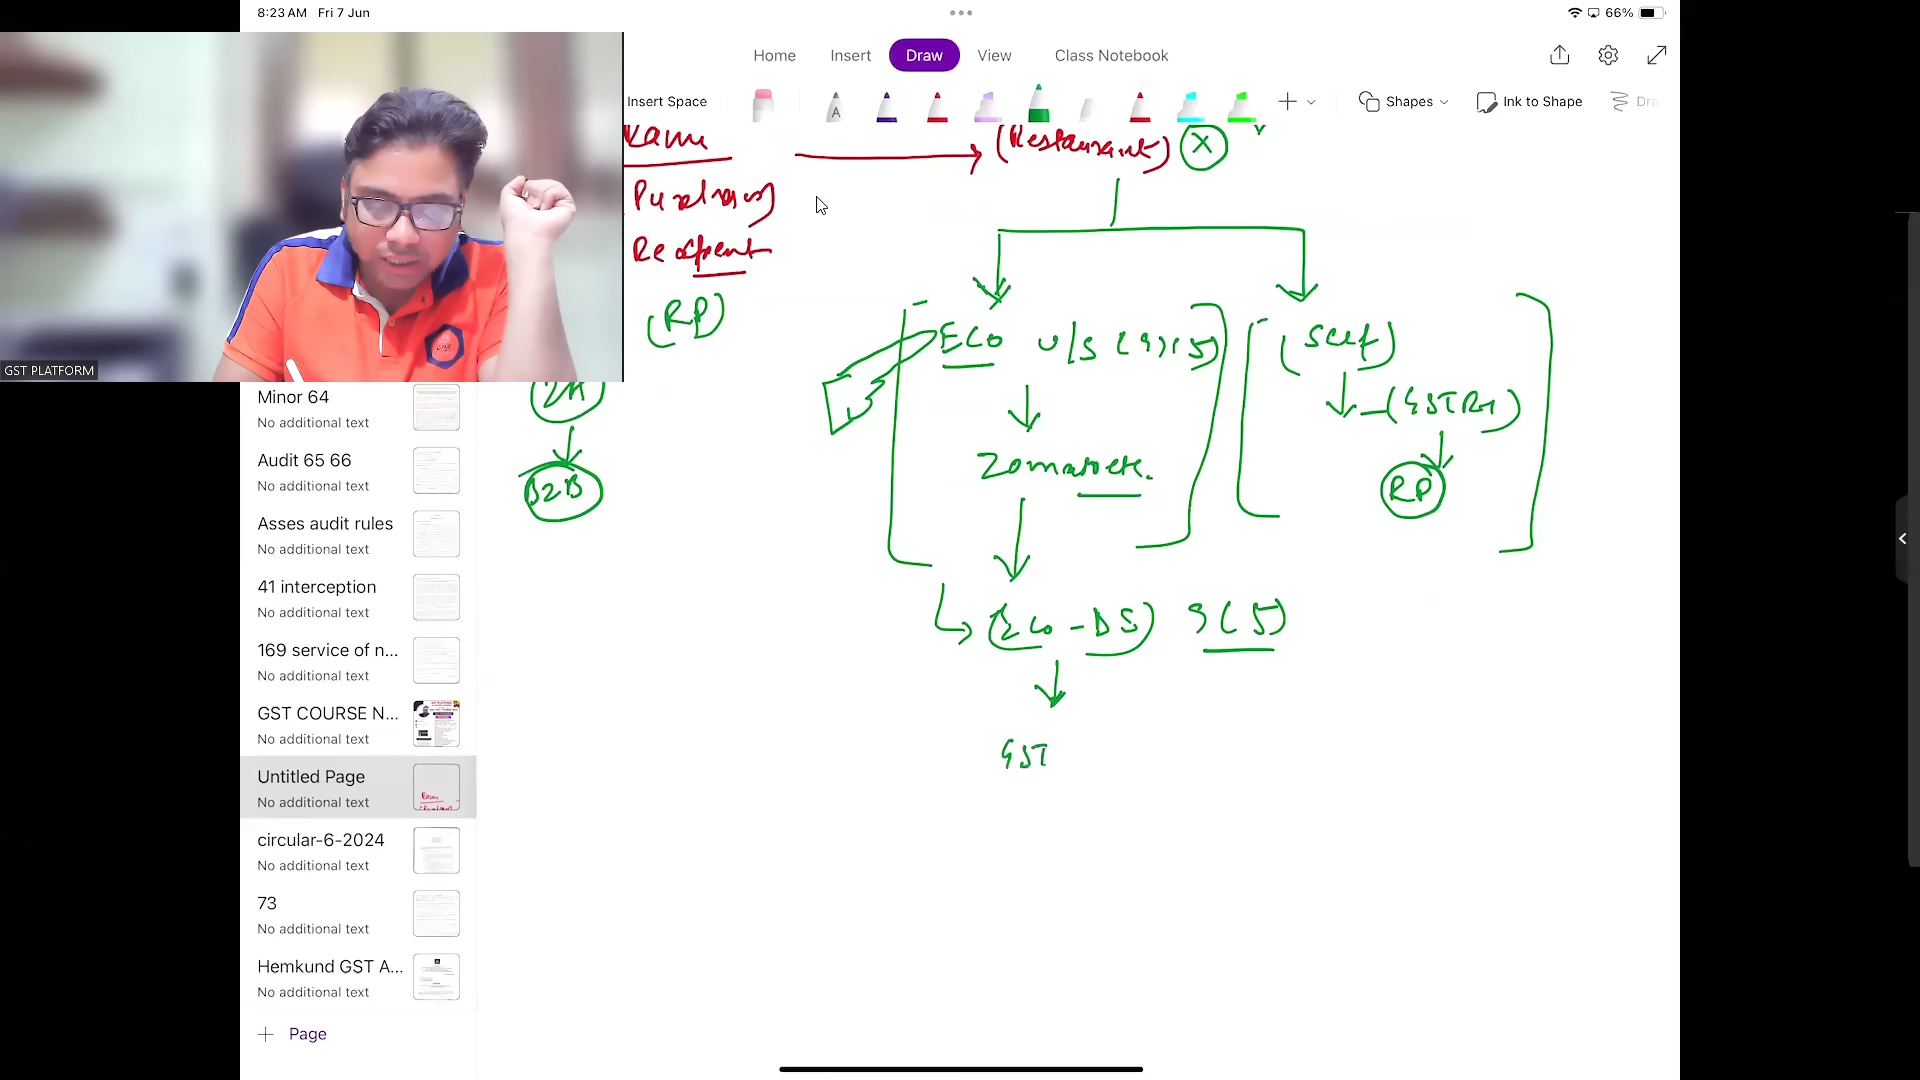 8:23 AM Fri 7 Jun
66%
Home Insert Draw View Class Notebook
Insert Space
A
Shapes
Ink to Shape
Dra
GST PLATFORM
(Restaurant) X
(RP)
ECO u/s (9)(5)
(Self)
(GSTR1)
RP
Zomato etc.
B2B
(ECO-DS) 9(5)
GST
Minor 64
No additional text
Audit 65 66
No additional text
Asses audit rules
No additional text
41 interception
No additional text
169 service of n...
No additional text
GST COURSE N...
No additional text
Untitled Page
No additional text
circular-6-2024
No additional text
73
No additional text
Hemkund GST A...
No additional text
Page